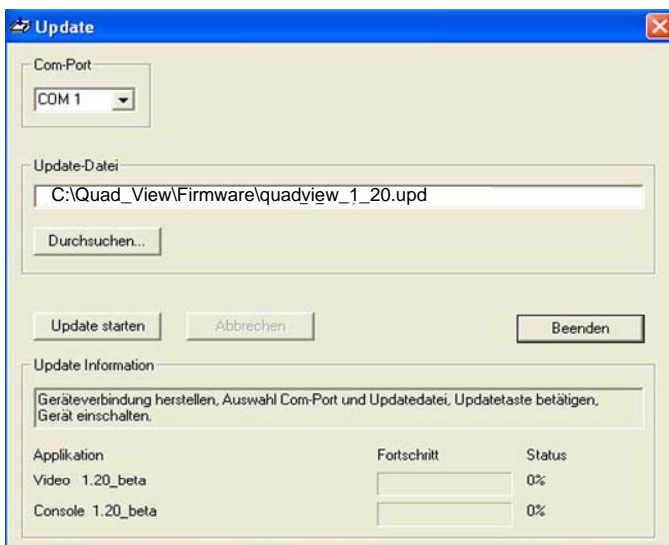 Update
Com-Port
COM 1
Update-Datei
C:\Quad_View\Firmware\quadview_1_20.upd
Durchsuchen...
Update starten
Abbrechen
Beenden
Update Information
Geräteverbindung herstellen, Auswahl Com-Port und Updatedatei, Updatetaste betätigen,
Gerät einschalten.
Applikation Fortschritt Status
Video 1.20_beta 0%
Console 1.20_beta 0%